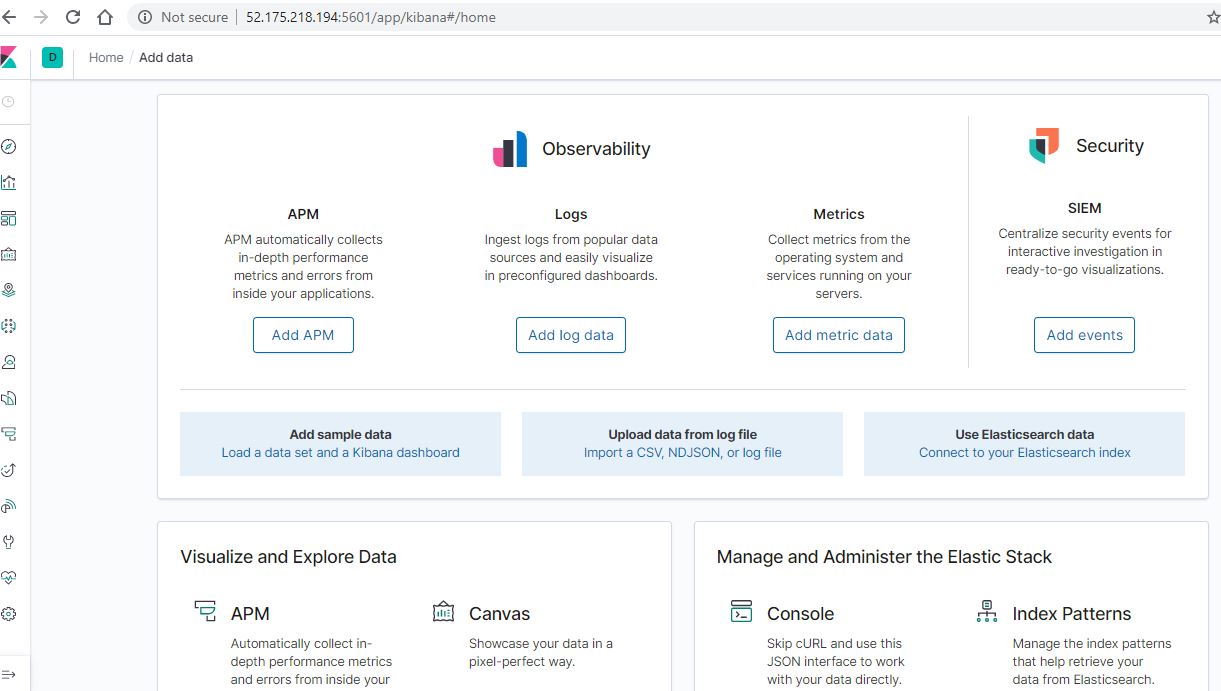 Not secure | 52.175.218.194:5601/app/kibana#/home
D Home / Add data
Observability
Security
APM
APM automatically collects
in-depth performance
metrics and errors from
inside your applications.
Add APM
Logs
Ingest logs from popular data
sources and easily visualize
in preconfigured dashboards.
Add log data
Metrics
Collect metrics from the
operating system and
services running on your
servers.
Add metric data
SIEM
Centralize security events for
interactive investigation in
ready-to-go visualizations.
Add events
Add sample data
Load a data set and a Kibana dashboard
Upload data from log file
Import a CSV, NDJSON, or log file
Use Elasticsearch data
Connect to your Elasticsearch index
Visualize and Explore Data
APM
Automatically collect in-
depth performance metrics
and errors from inside your
Canvas
Showcase your data in a
pixel-perfect way.
Manage and Administer the Elastic Stack
Console
Skip cURL and use this
JSON interface to work
with your data directly.
Index Patterns
Manage the index patterns
that help retrieve your
data from Elasticsearch.